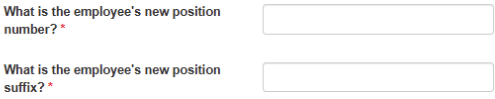 What is the employee's new position
number? *
What is the employee's new position
suffix? *